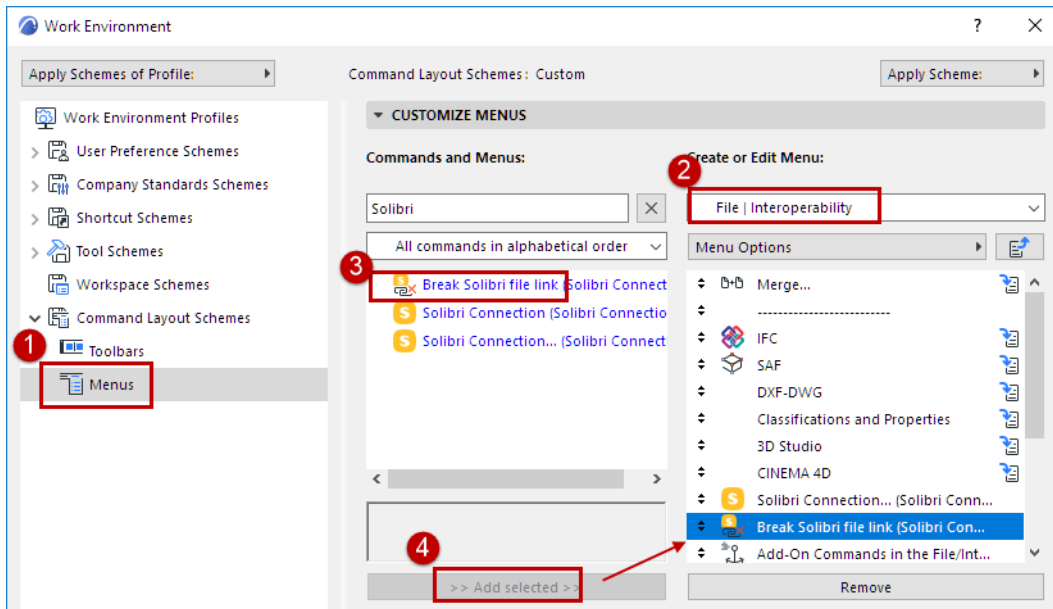 Work Environment
?
Apply Schemes of Profile:
Command Layout Schemes: Custom
Apply Scheme:
Work Environment Profiles
User Preference Schemes
Company Standards Schemes
Shortcut Schemes
Tool Schemes
Workspace Schemes
Command Layout Schemes
1
Toolbars
Menus
CUSTOMIZE MENUS
Commands and Menus:
Solibri
All commands in alphabetical order
3
Break Solibri file link (Solibri Connect
S Solibri Connection (Solibri Connectio
S Solibri Connection... (Solibri Connect
4
>> Add selected >>
Create or Edit Menu:
2
File | Interoperability
Menu Options
Merge...
--------------------------
IFC
SAF
DXF-DWG
Classifications and Properties
3D Studio
CINEMA 4D
S Solibri Connection... (Solibri Conn...
Break Solibri file link (Solibri Con...
Add-On Commands in the File/Int...
Remove